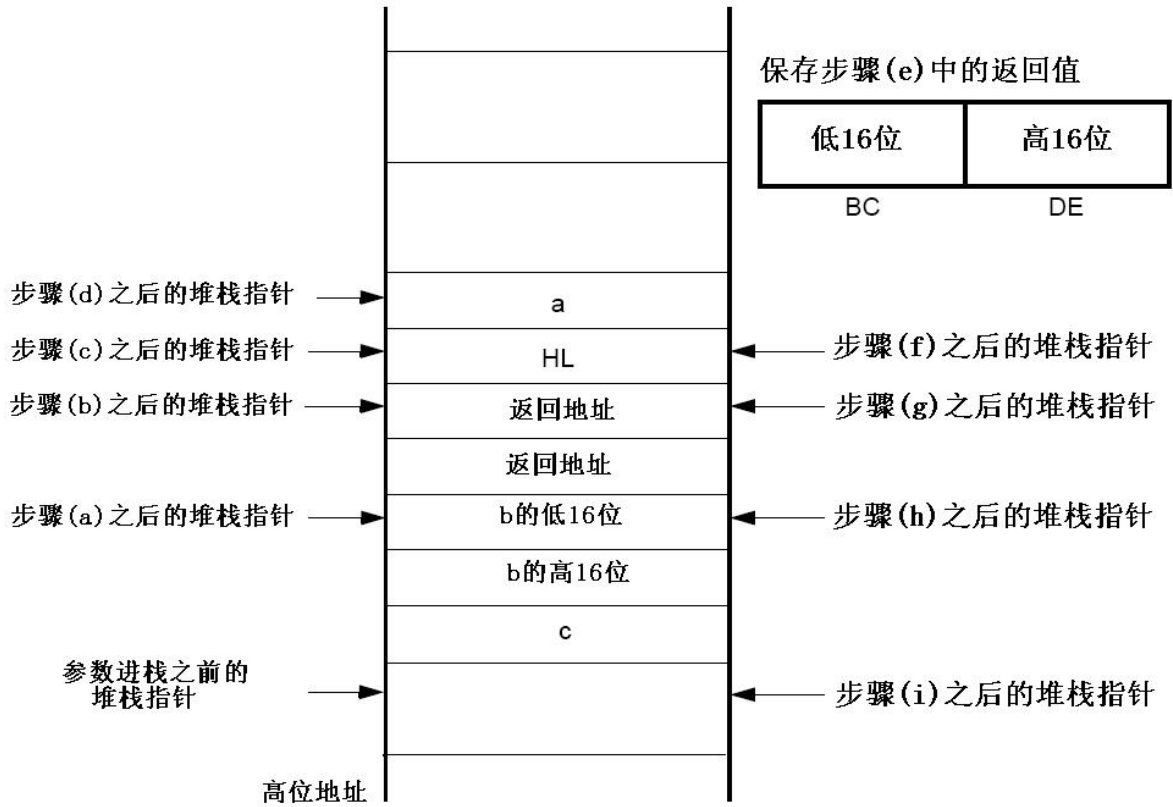 保存步骤(e)中的返回值
低16位 高16位
BC DE
步骤(d)之后的堆栈指针
a
步骤(c)之后的堆栈指针
HL
步骤(f)之后的堆栈指针
步骤(b)之后的堆栈指针
返回地址
步骤(g)之后的堆栈指针
返回地址
步骤(a)之后的堆栈指针
b的低16位
步骤(h)之后的堆栈指针
b的高16位
c
参数进栈之前的
堆栈指针
步骤(i)之后的堆栈指针
高位地址